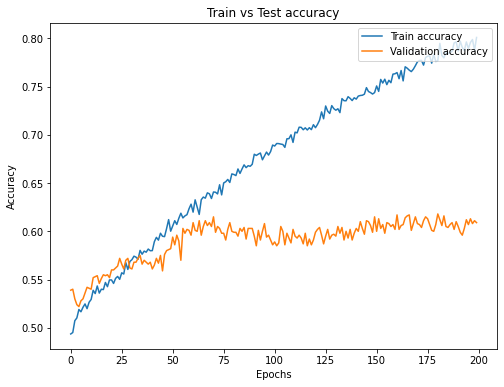 Train vs Test accuracy
Train accuracy
Validation accuracy
Accuracy
0.80
0.75
0.70
0.65
0.60
0.55
0.50
0 25 50 75 100 125 150 175 200
Epochs